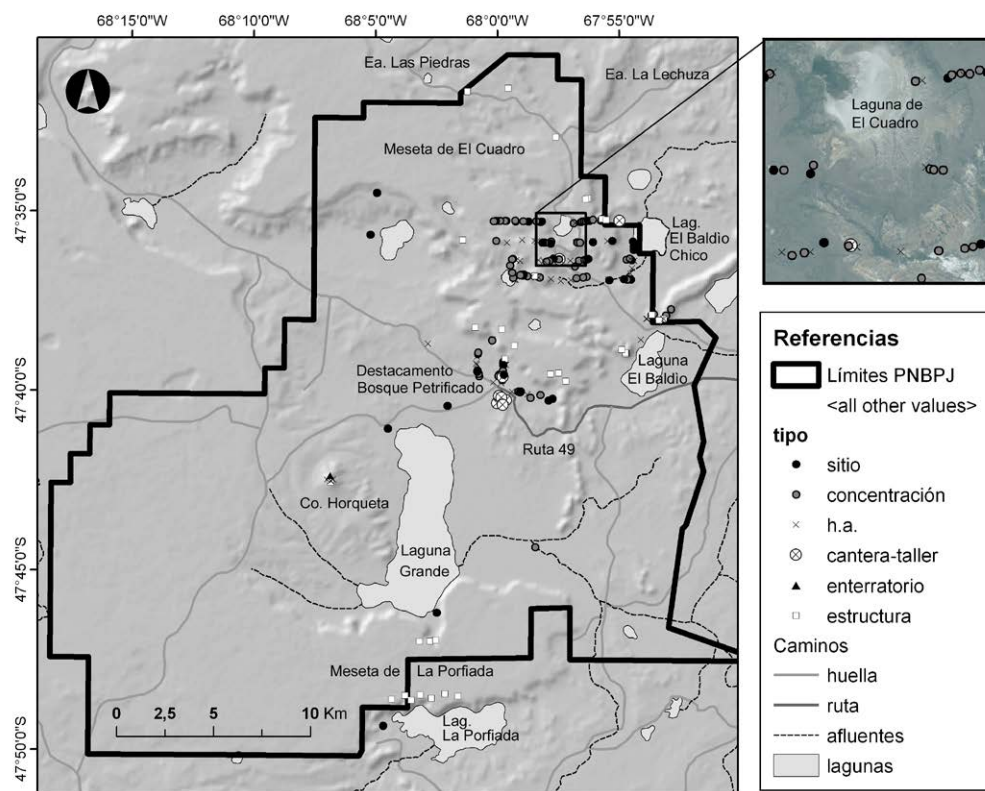 68°15'0"W
68°10'0"W
68°5'0"W
68°0'0"W
67°55'0"W
Ea. Las Piedras
Ea. La Lechuza
Meseta de El Cuadro
47°35'0"S
Lag.
El Baldío
Chico
Destacamento
Bosque Petrificado
Laguna
El Baldío
47°40'0"S
Ruta 49
Co. Horqueta
Laguna
Grande
47°45'0"S
Meseta de La Porfiada
0 2,5 5 10 Km
Lag.
La Porfiada
47°50'0"S
Laguna de
El Cuadro
Referencias
Límites PNBPJ
<all other values>
tipo
sitio
concentración
h.a.
cantera-taller
enterratorio
estructura
Caminos
huella
ruta
afluentes
lagunas